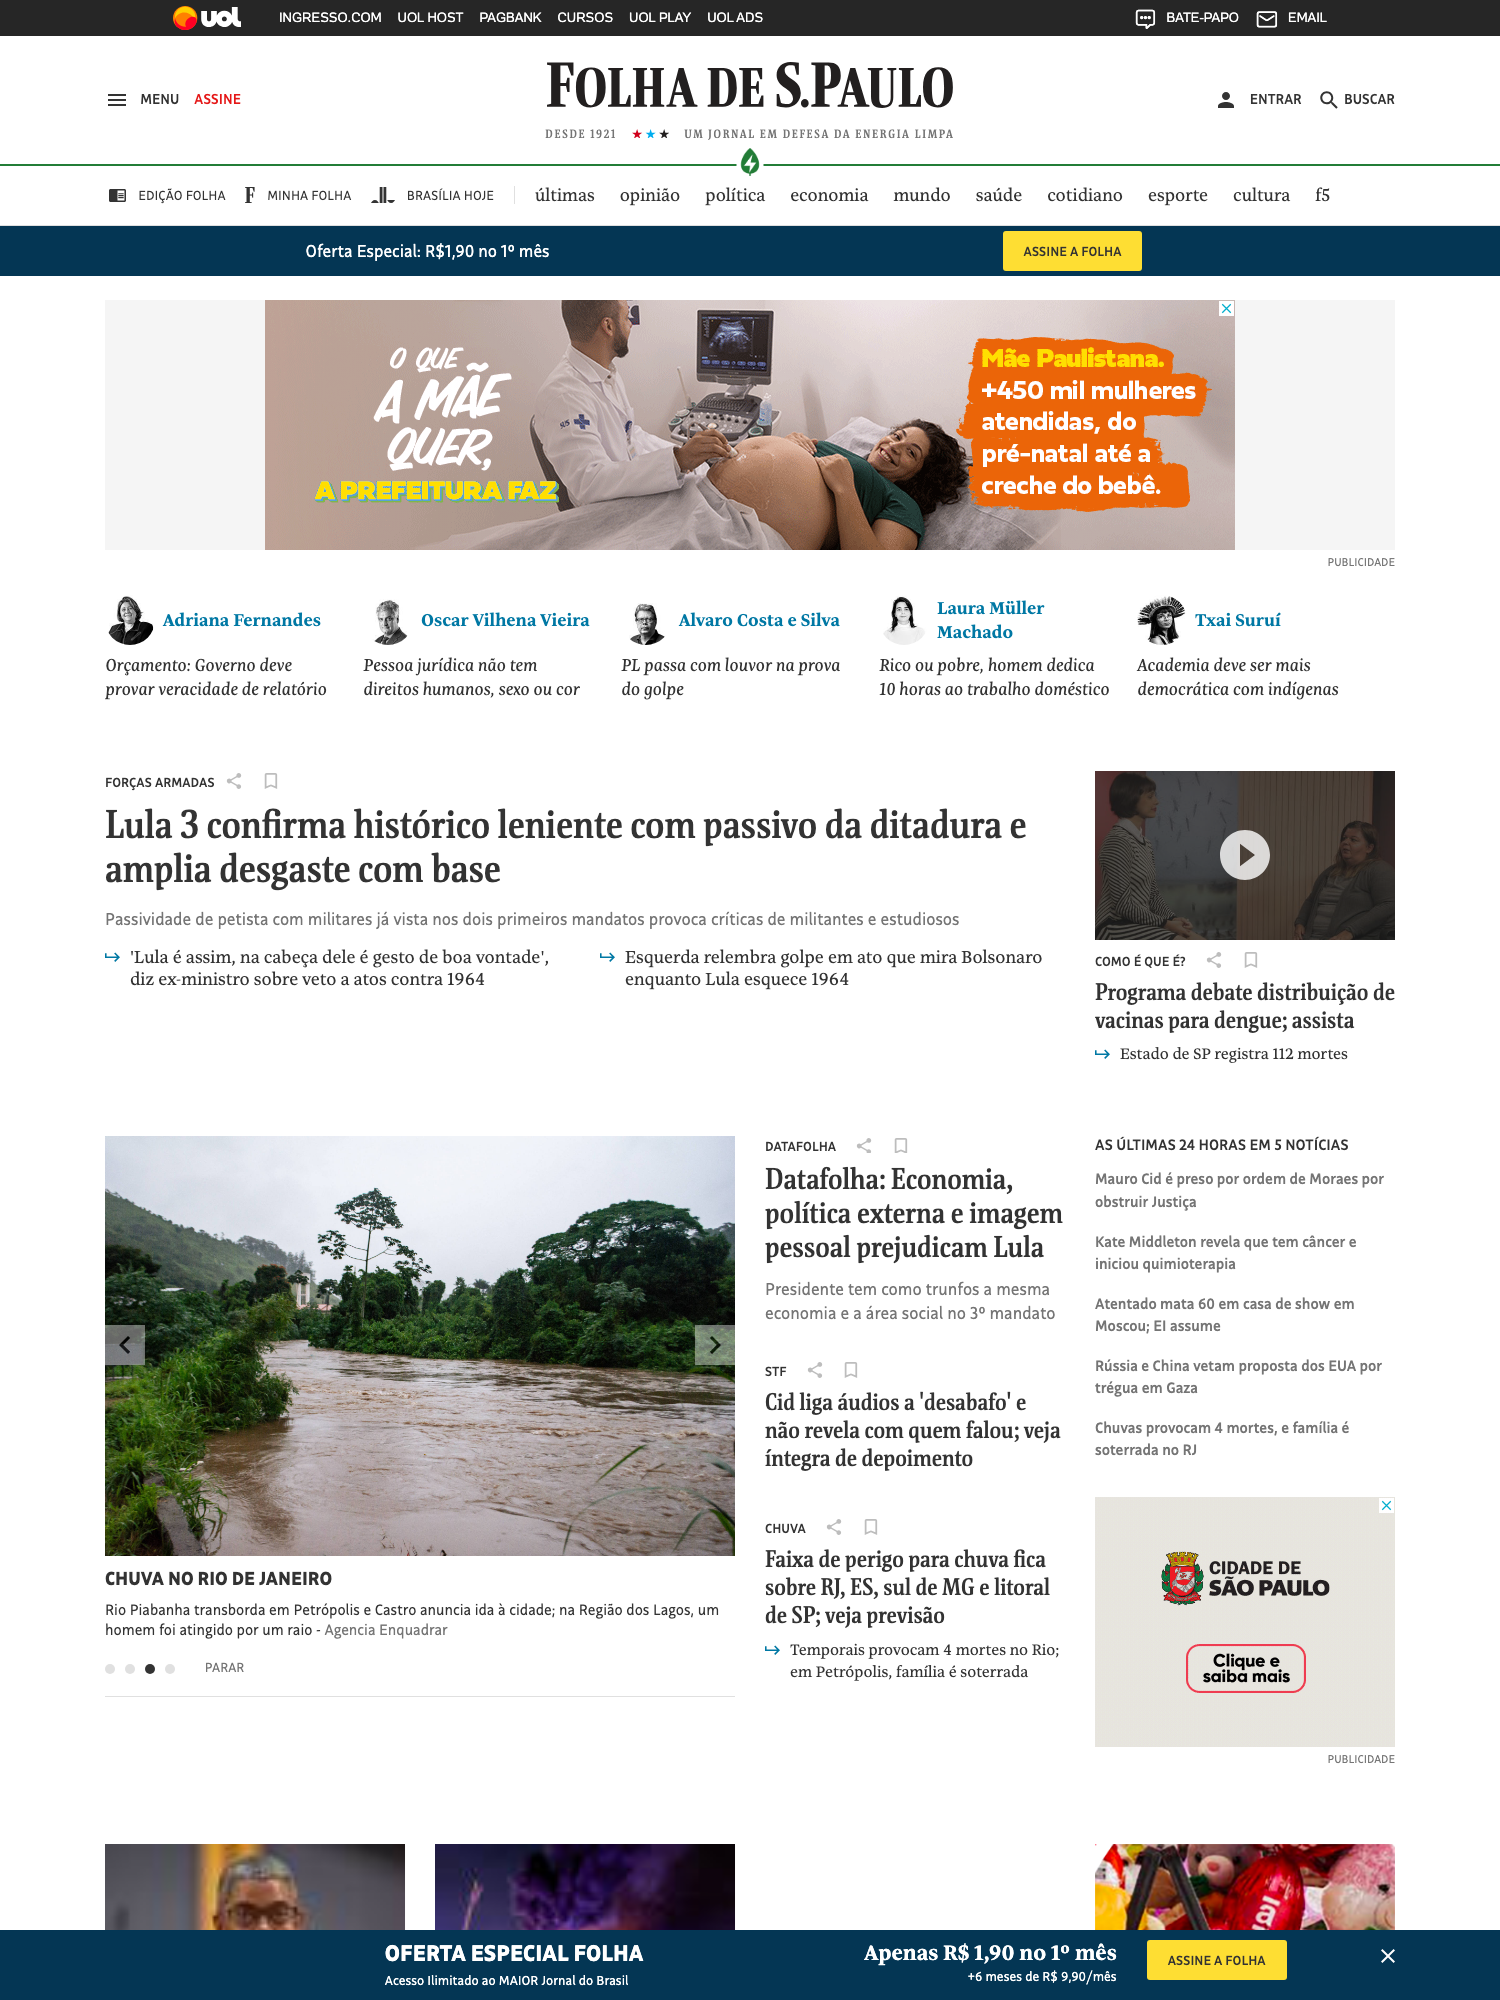 uol
INGRESSO.COM UOL HOST PAGBANK CURSOS UOL PLAY UOL ADS
BATE-PAPO EMAIL
MENU ASSINE
FOLHA DE S.PAULO
ENTRAR BUSCAR
DESDE 1921 ★★★ UM JORNAL EM DEFESA DA ENERGIA LIMPA
EDIÇÃO FOLHA
F MINHA FOLHA
BRASÍLIA HOJE
últimas opinião política economia mundo saúde cotidiano esporte cultura f5
Oferta Especial: R$1,90 no 1º mês
ASSINE A FOLHA
O QUE
A MÃE
QUER,
A PREFEITURA FAZ
SUS
Mãe Paulistana.
+450 mil mulheres
atendidas, do
pré-natal até a
creche do bebê.
PUBLICIDADE
Adriana Fernandes
Orçamento: Governo deve
provar veracidade de relatório
Oscar Vilhena Vieira
Pessoa jurídica não tem
direitos humanos, sexo ou cor
Alvaro Costa e Silva
PL passa com louvor na prova
do golpe
Laura Müller
Machado
Rico ou pobre, homem dedica
10 horas ao trabalho doméstico
Txai Suruí
Academia deve ser mais
democrática com indígenas
FORÇAS ARMADAS
Lula 3 confirma histórico leniente com passivo da ditadura e
amplia desgaste com base
Passividade de petista com militares já vista nos dois primeiros mandatos provoca críticas de militantes e estudiosos
'Lula é assim, na cabeça dele é gesto de boa vontade',
diz ex-ministro sobre veto a atos contra 1964
Esquerda relembra golpe em ato que mira Bolsonaro
enquanto Lula esquece 1964
COMO É QUE É?
Programa debate distribuição de
vacinas para dengue; assista
Estado de SP registra 112 mortes
CHUVA NO RIO DE JANEIRO
Rio Piabanha transborda em Petrópolis e Castro anuncia ida à cidade; na Região dos Lagos, um
homem foi atingido por um raio - Agencia Enquadrar
PARAR
DATAFOLHA
Datafolha: Economia,
política externa e imagem
pessoal prejudicam Lula
Presidente tem como trunfos a mesma
economia e a área social no 3º mandato
STF
Cid liga áudios a 'desabafo' e
não revela com quem falou; veja
íntegra de depoimento
CHUVA
Faixa de perigo para chuva fica
sobre RJ, ES, sul de MG e litoral
de SP; veja previsão
Temporais provocam 4 mortes no Rio;
em Petrópolis, família é soterrada
AS ÚLTIMAS 24 HORAS EM 5 NOTÍCIAS
Mauro Cid é preso por ordem de Moraes por
obstruir Justiça
Kate Middleton revela que tem câncer e
iniciou quimioterapia
Atentado mata 60 em casa de show em
Moscou; EI assume
Rússia e China vetam proposta dos EUA por
trégua em Gaza
Chuvas provocam 4 mortes, e família é
soterrada no RJ
CIDADE DE
SÃO PAULO
Clique e
saiba mais
PUBLICIDADE
OFERTA ESPECIAL FOLHA
Acesso Ilimitado ao MAIOR Jornal do Brasil
Apenas R$ 1,90 no 1º mês
+6 meses de R$ 9,90/mês
ASSINE A FOLHA